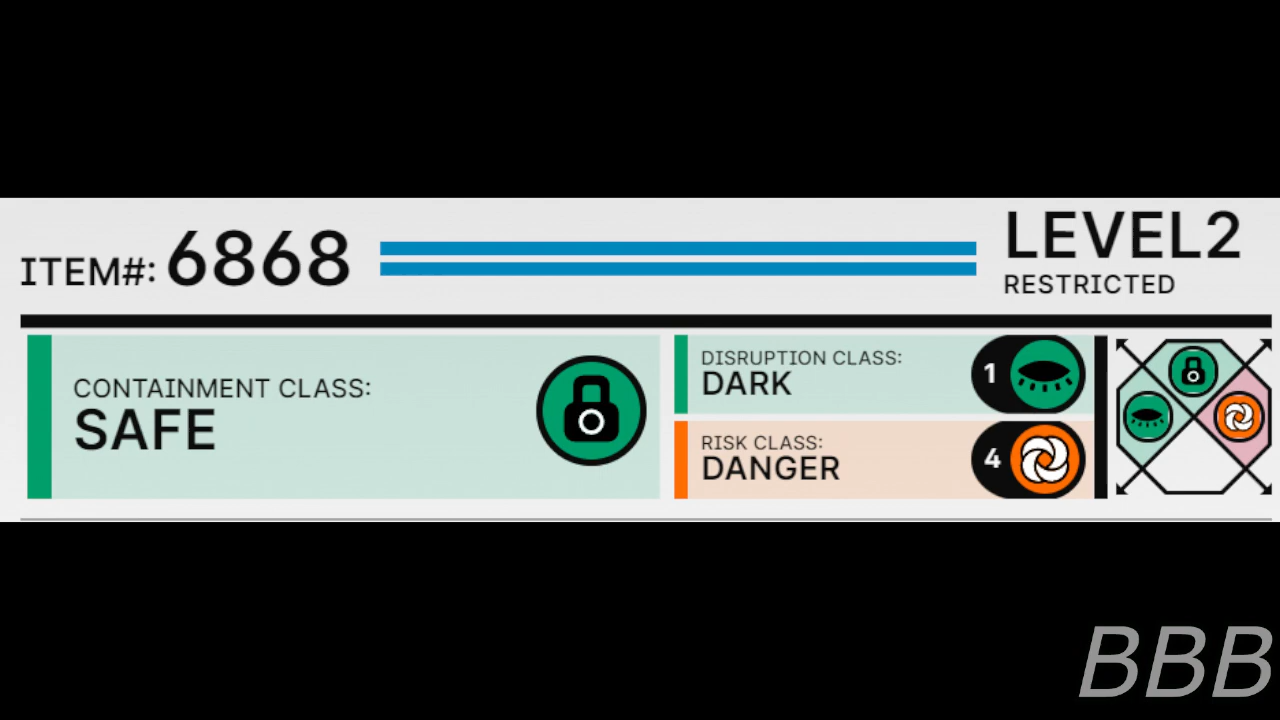 ITEM#: 6868
LEVEL2
RESTRICTED
CONTAINMENT CLASS:
SAFE
DISRUPTION CLASS:
DARK
1
RISK CLASS:
DANGER
4
BBB